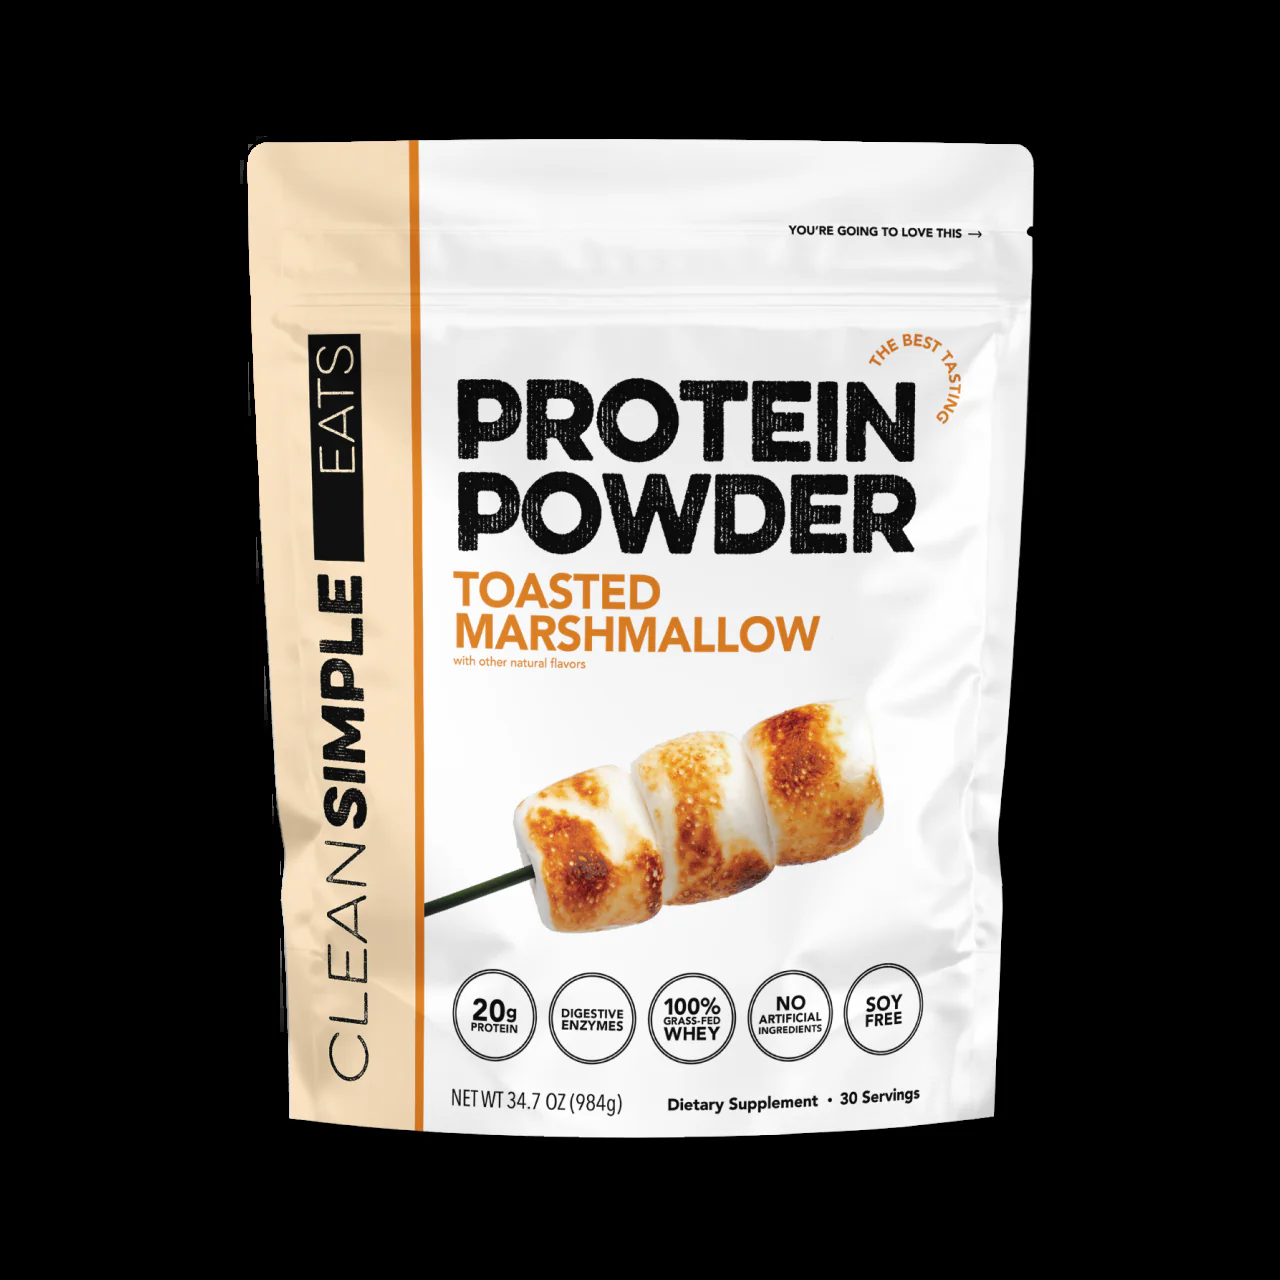 YOU'RE GOING TO LOVE THIS →
THE BEST TASTING
PROTEIN
POWDER
TOASTED
MARSHMALLOW
with other natural flavors
CLEANSIMPLE EATS
20g
PROTEIN
DIGESTIVE
ENZYMES
100%
GRASS-FED
WHEY
NO
ARTIFICIAL
INGREDIENTS
SOY
FREE
NET WT 34.7 OZ (984g)
Dietary Supplement • 30 Servings